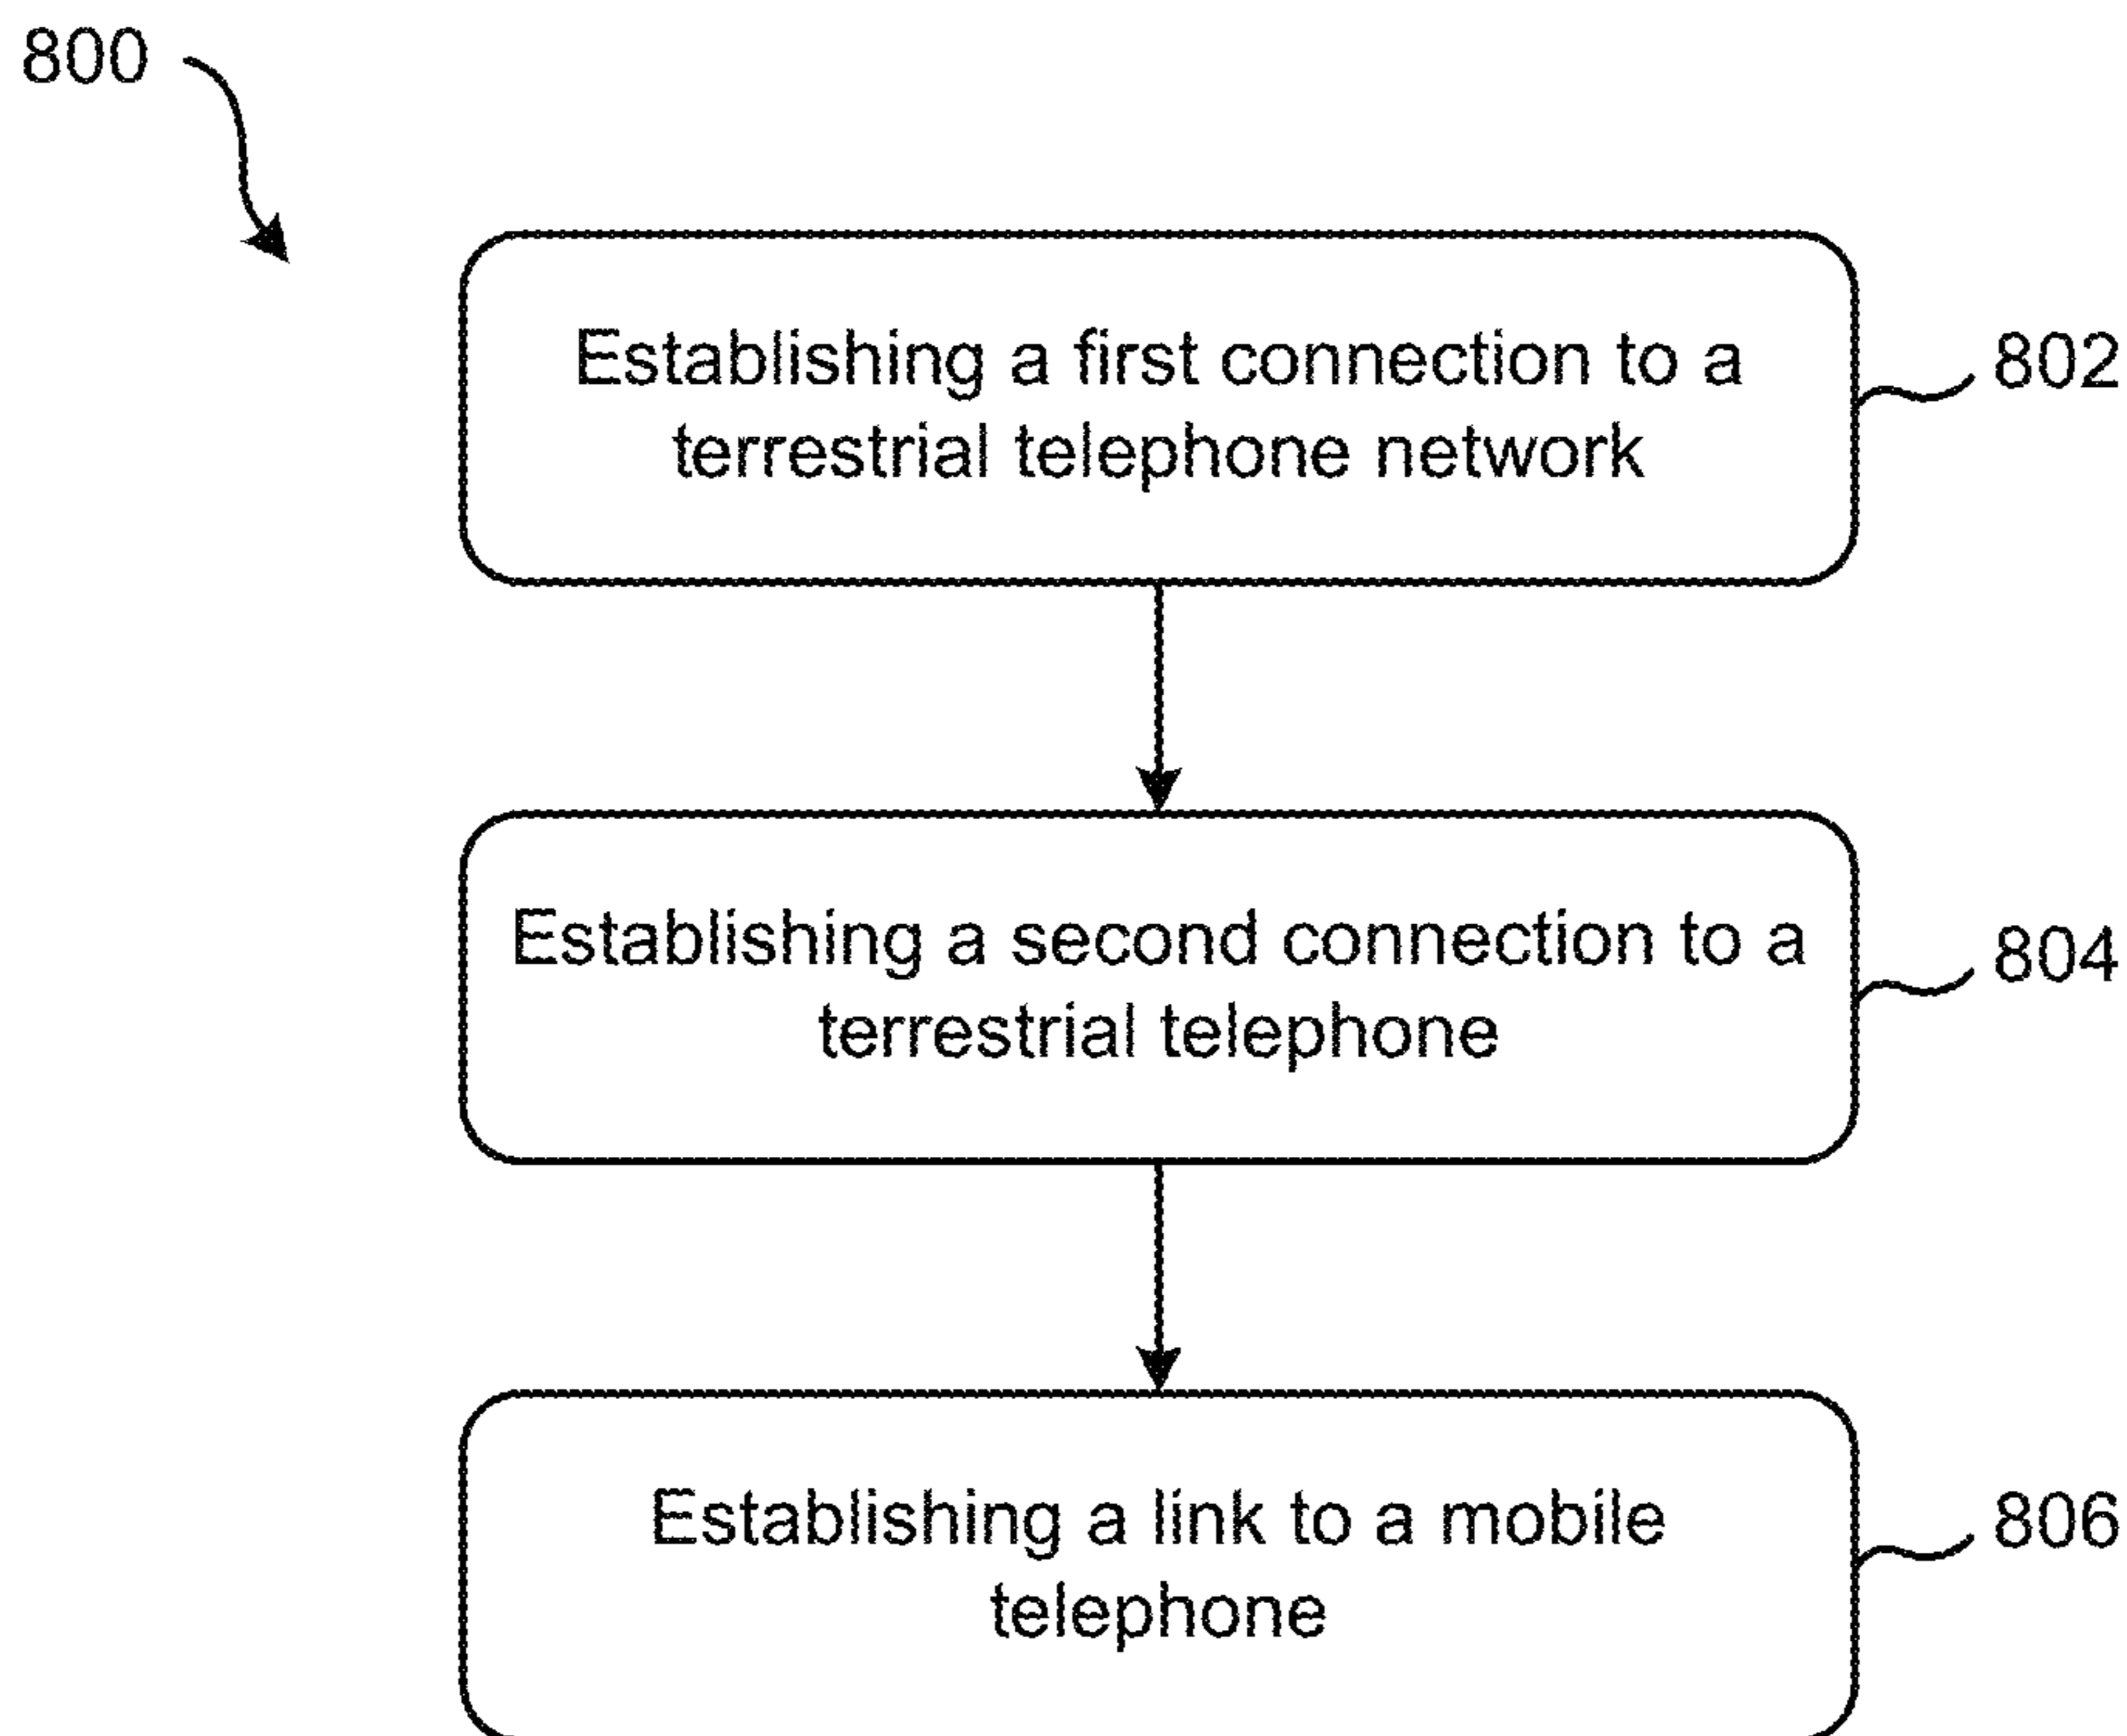 800
Establishing a first connection to a
terrestrial telephone network
802
Establishing a second connection to a
terrestrial telephone
804
Establishing a link to a mobile
telephone
806